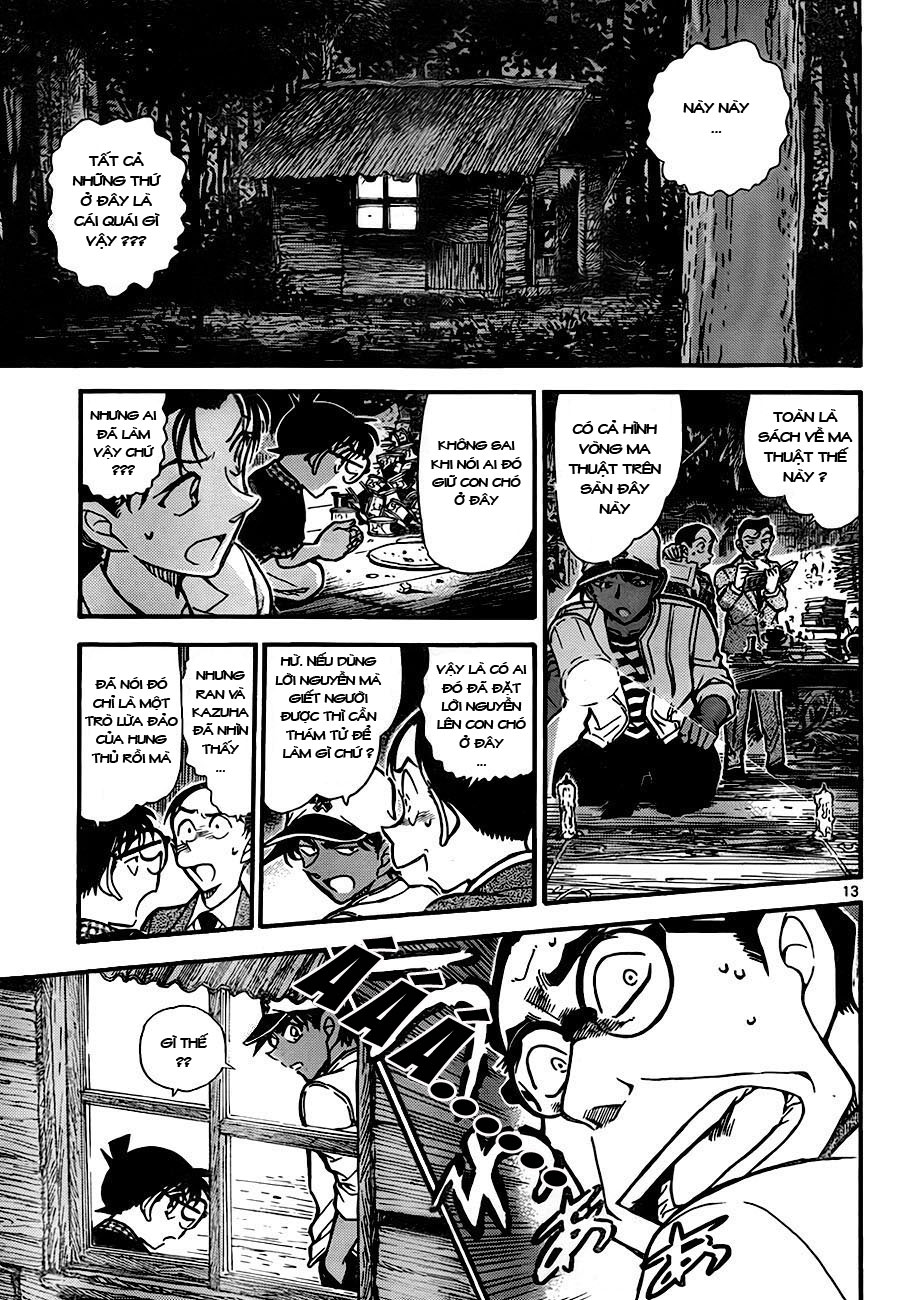 NÀY NÀY
...
TẤT CẢ
NHỮNG THỨ
Ở ĐÂY LÀ
CÁI QUÁI GÌ
VẬY ???
TOÀN LÀ
SÁCH VỀ MA
THUẬT THẾ
NÀY ?
CÓ CẢ HÌNH
VÒNG MA
THUẬT TRÊN
SÀN ĐÂY
NÀY
KHÔNG SAI
KHI NÓI AI ĐÓ
GIỮ CON CHÓ
Ở ĐÂY
NHƯNG AI
ĐÃ LÀM
VẬY CHỨ
???
VẬY LÀ CÓ AI
ĐÓ ĐÃ ĐẶT
LỜI NGUYỀN
LÊN CON CHÓ
Ở ĐÂY
...
HỪ. NẾU DÙNG
LỜI NGUYỀN MÀ
GIẾT NGƯỜI
ĐƯỢC THÌ CẦN
THÁM TỬ ĐỂ
LÀM GÌ CHỨ ?
NHƯNG
RAN VÀ
KAZUHA
ĐÃ NHÌN
THẤY
...
ĐÃ NÓI ĐÓ
CHỈ LÀ MỘT
TRÒ LỪA ĐẢO
CỦA HUNG
THỦ RỒI MÀ
13
À À À À...!
わあああ
GÌ THẾ
??